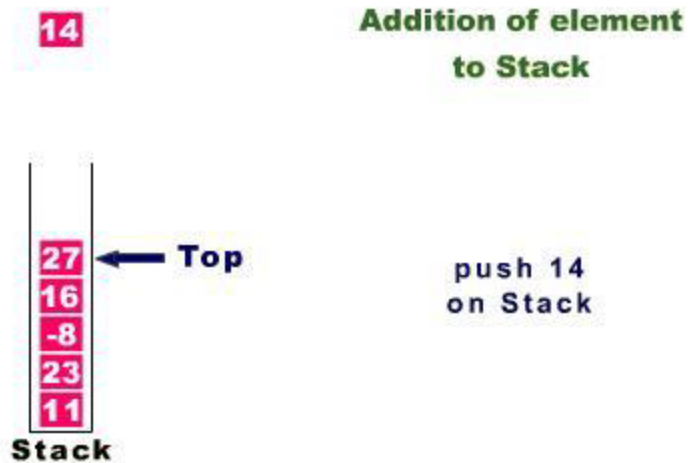 14
Addition of element
to Stack
27
Top
16
-8
23
11
push 14
on Stack
Stack